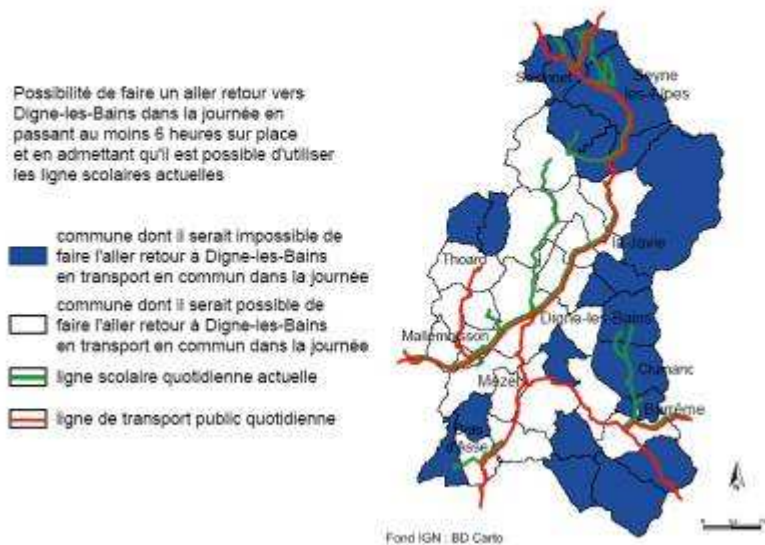 Possibilité de faire un aller retour vers
Digne-les-Bains dans la journée en
passant au moins 6 heures sur place
et en admettant qu'il est possible d'utiliser
les ligne scolaires actuelles
commune dont il serait impossible de
faire l'aller retour à Digne-les-Bains
en transport en commun dans la journée
commune dont il serait possible de
faire l'aller retour à Digne-les-Bains
en transport en commun dans la journée
ligne scolaire quotidienne actuelle
ligne de transport public quotidienne
Seyne
les-Alpes
la Javie
Thoard
Digne-les-Bains
Mallemoisson
Mézel
Barrême
d'Asse
Fond IGN : BD Carto